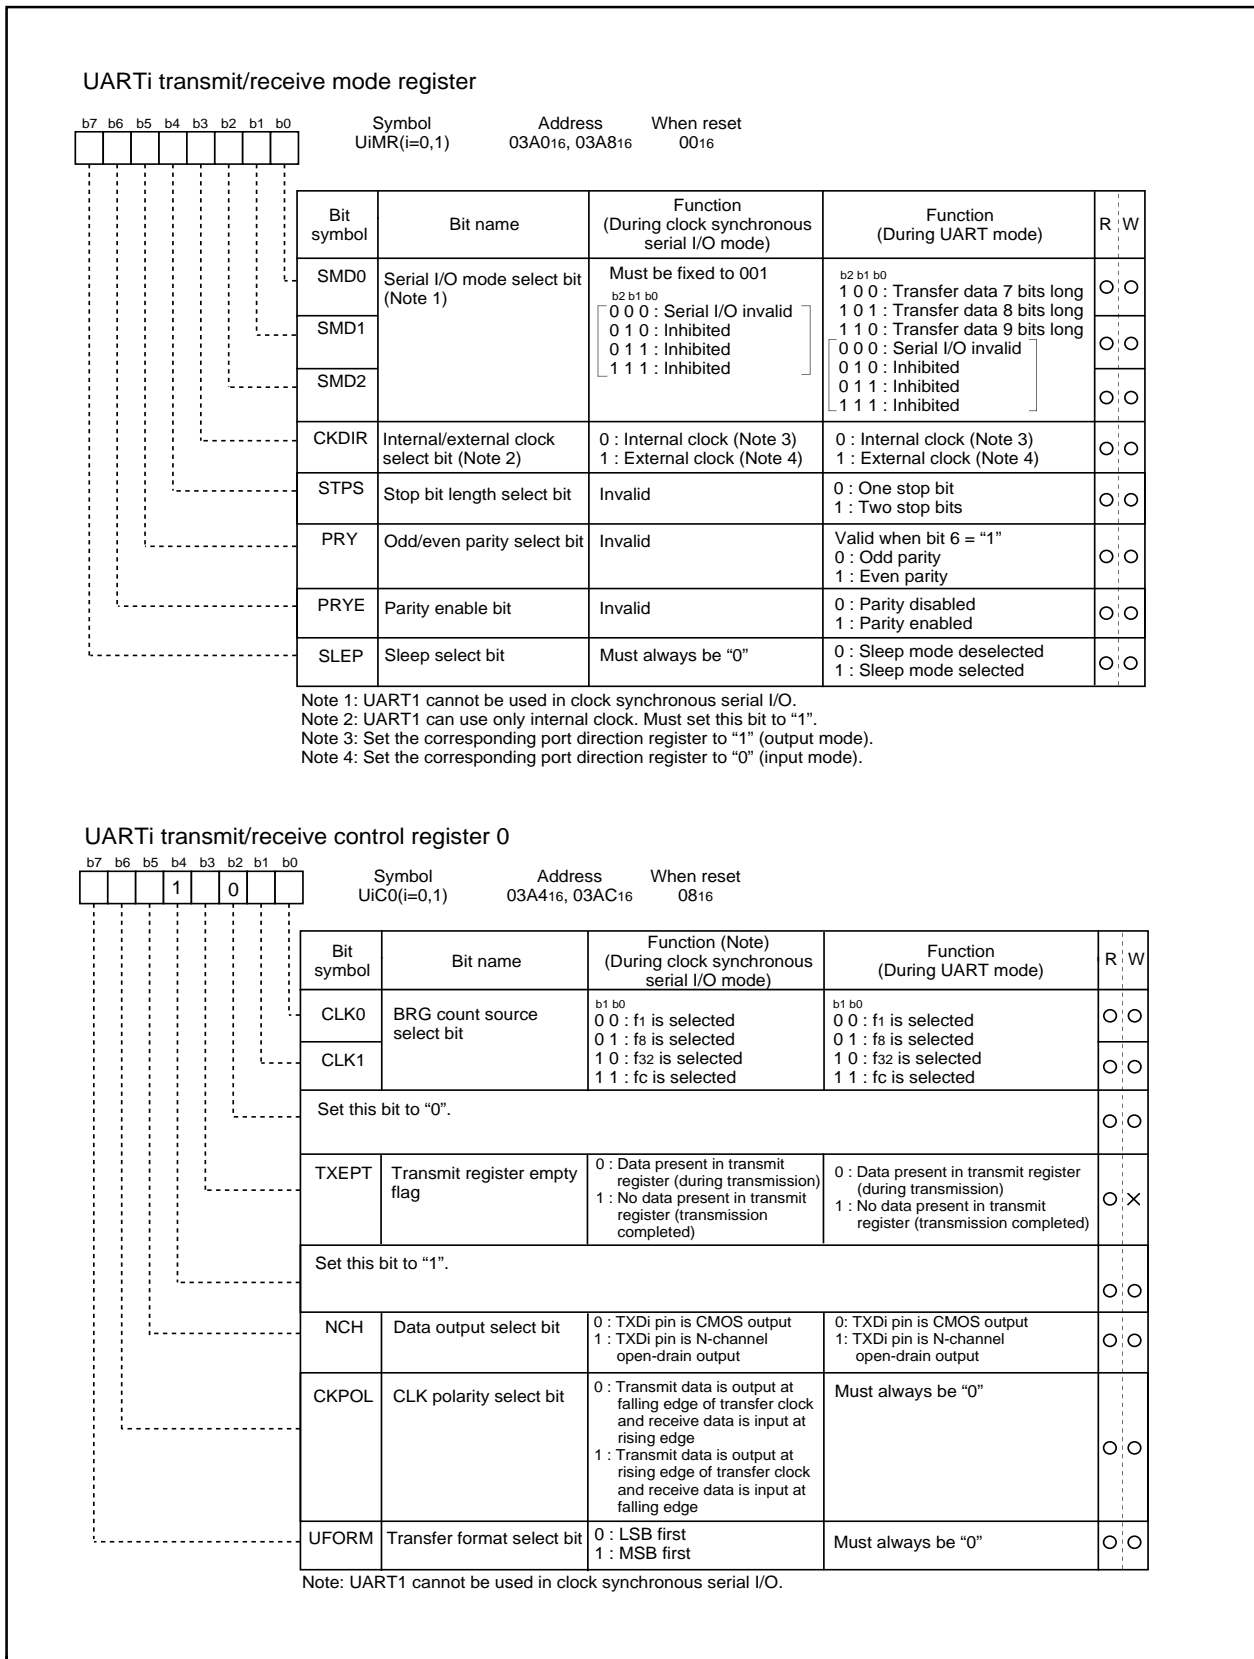 UARTi transmit/receive mode register
b7 b6 b5 b4 b3 b2 b1 b0
Symbol Address When reset
UiMR(i=0,1) 03A016, 03A816 0016
Bit symbol Bit name Function (During clock synchronous serial I/O mode) Function (During UART mode) R W
SMD0 Serial I/O mode select bit (Note 1)
SMD1
SMD2
Must be fixed to 001
b2 b1 b0
0 0 0 : Serial I/O invalid
0 1 0 : Inhibited
0 1 1 : Inhibited
1 1 1 : Inhibited
b2 b1 b0
1 0 0 : Transfer data 7 bits long
1 0 1 : Transfer data 8 bits long
1 1 0 : Transfer data 9 bits long
0 0 0 : Serial I/O invalid
0 1 0 : Inhibited
0 1 1 : Inhibited
1 1 1 : Inhibited
CKDIR Internal/external clock select bit (Note 2)
0 : Internal clock (Note 3)
1 : External clock (Note 4)
0 : Internal clock (Note 3)
1 : External clock (Note 4)
STPS Stop bit length select bit Invalid
0 : One stop bit
1 : Two stop bits
PRY Odd/even parity select bit Invalid
Valid when bit 6 = “1”
0 : Odd parity
1 : Even parity
PRYE Parity enable bit Invalid
0 : Parity disabled
1 : Parity enabled
SLEP Sleep select bit Must always be “0”
0 : Sleep mode deselected
1 : Sleep mode selected
Note 1: UART1 cannot be used in clock synchronous serial I/O.
Note 2: UART1 can use only internal clock. Must set this bit to “1”.
Note 3: Set the corresponding port direction register to “1” (output mode).
Note 4: Set the corresponding port direction register to “0” (input mode).
UARTi transmit/receive control register 0
b7 b6 b5 b4 b3 b2 b1 b0
1 0
Symbol Address When reset
UiC0(i=0,1) 03A416, 03AC16 0816
Bit symbol Bit name Function (Note) (During clock synchronous serial I/O mode) Function (During UART mode) R W
CLK0 BRG count source select bit
CLK1
b1 b0
0 0 : f1 is selected
0 1 : f8 is selected
1 0 : f32 is selected
1 1 : fc is selected
b1 b0
0 0 : f1 is selected
0 1 : f8 is selected
1 0 : f32 is selected
1 1 : fc is selected
Set this bit to “0”.
TXEPT Transmit register empty flag
0 : Data present in transmit
register (during transmission)
1 : No data present in transmit
register (transmission
completed)
0 : Data present in transmit register
(during transmission)
1 : No data present in transmit
register (transmission completed)
Set this bit to “1”.
NCH Data output select bit
0 : TXDi pin is CMOS output
1 : TXDi pin is N-channel
open-drain output
0: TXDi pin is CMOS output
1: TXDi pin is N-channel
open-drain output
CKPOL CLK polarity select bit
0 : Transmit data is output at
falling edge of transfer clock
and receive data is input at
rising edge
1 : Transmit data is output at
rising edge of transfer clock
and receive data is input at
falling edge
Must always be “0”
UFORM Transfer format select bit
0 : LSB first
1 : MSB first
Must always be “0”
Note: UART1 cannot be used in clock synchronous serial I/O.